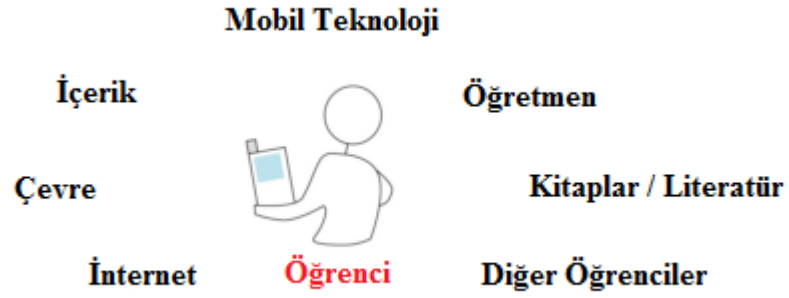 Mobil Teknoloji
İçerik
Öğretmen
Çevre
Kitaplar / Literatür
İnternet
Öğrenci
Diğer Öğrenciler